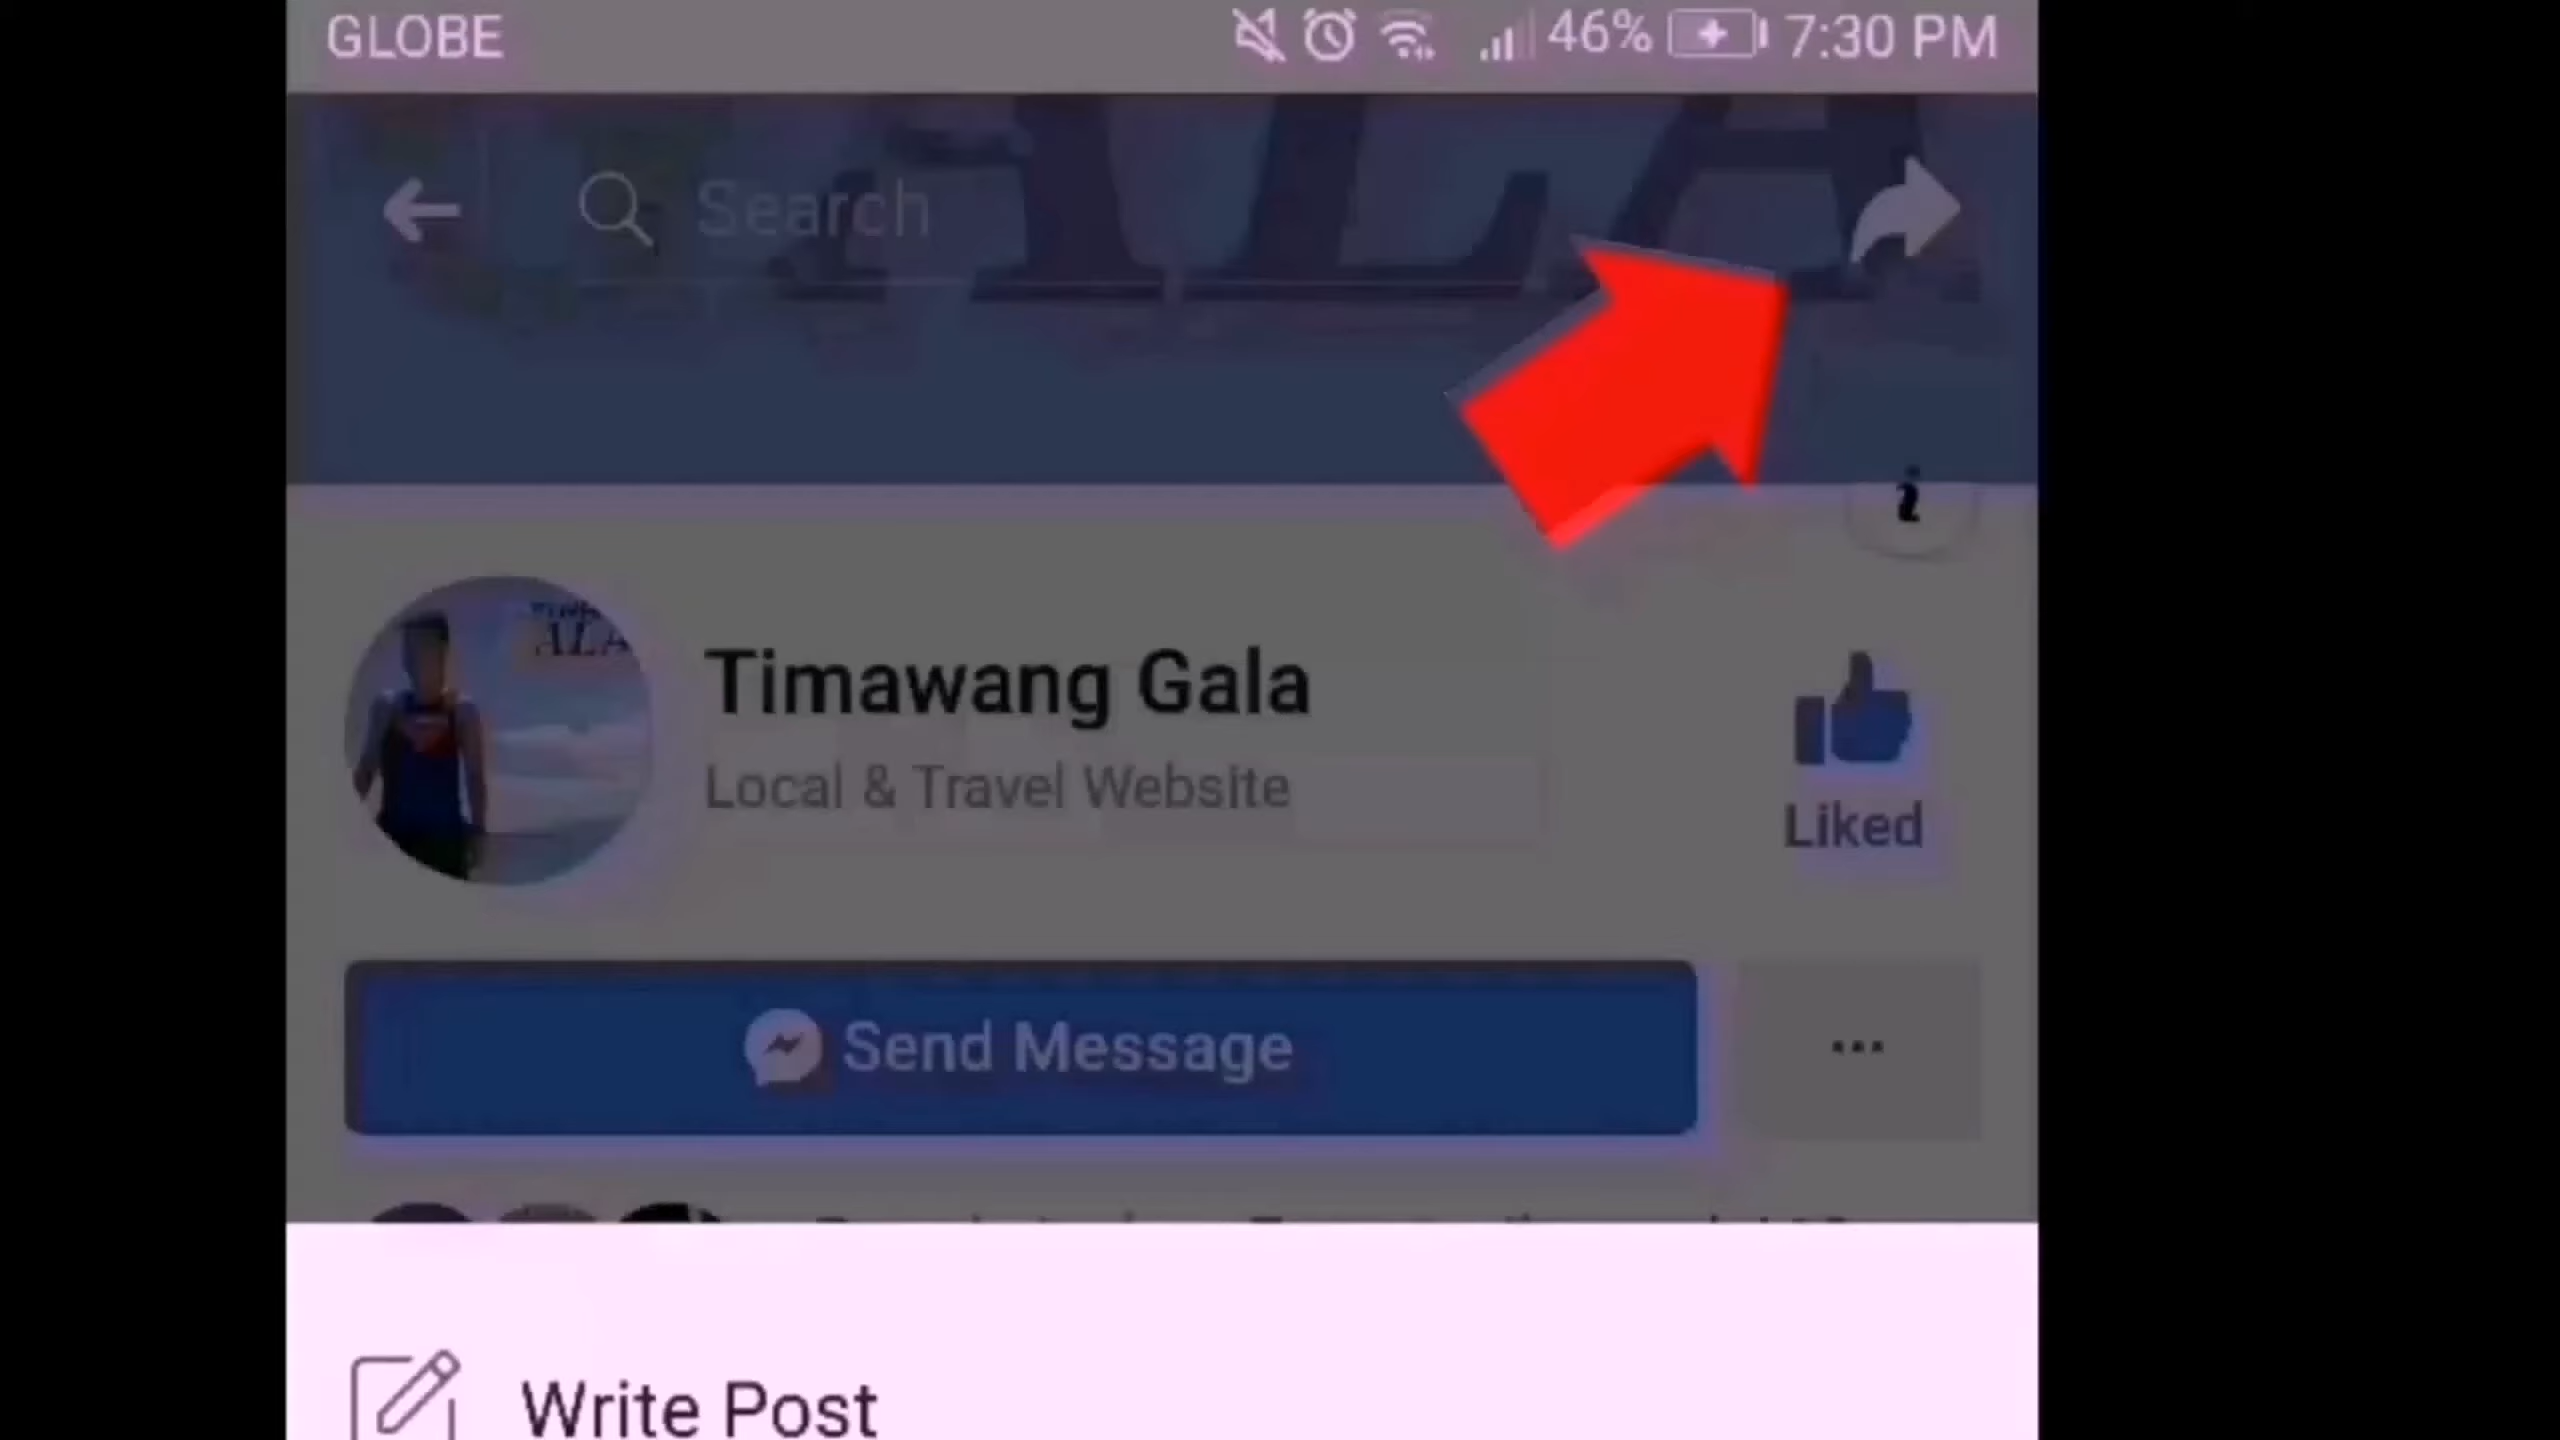 GLOBE 46% 7:30 PM
Search
Timawang Gala
Local & Travel Website
Liked
Send Message
...
Write Post